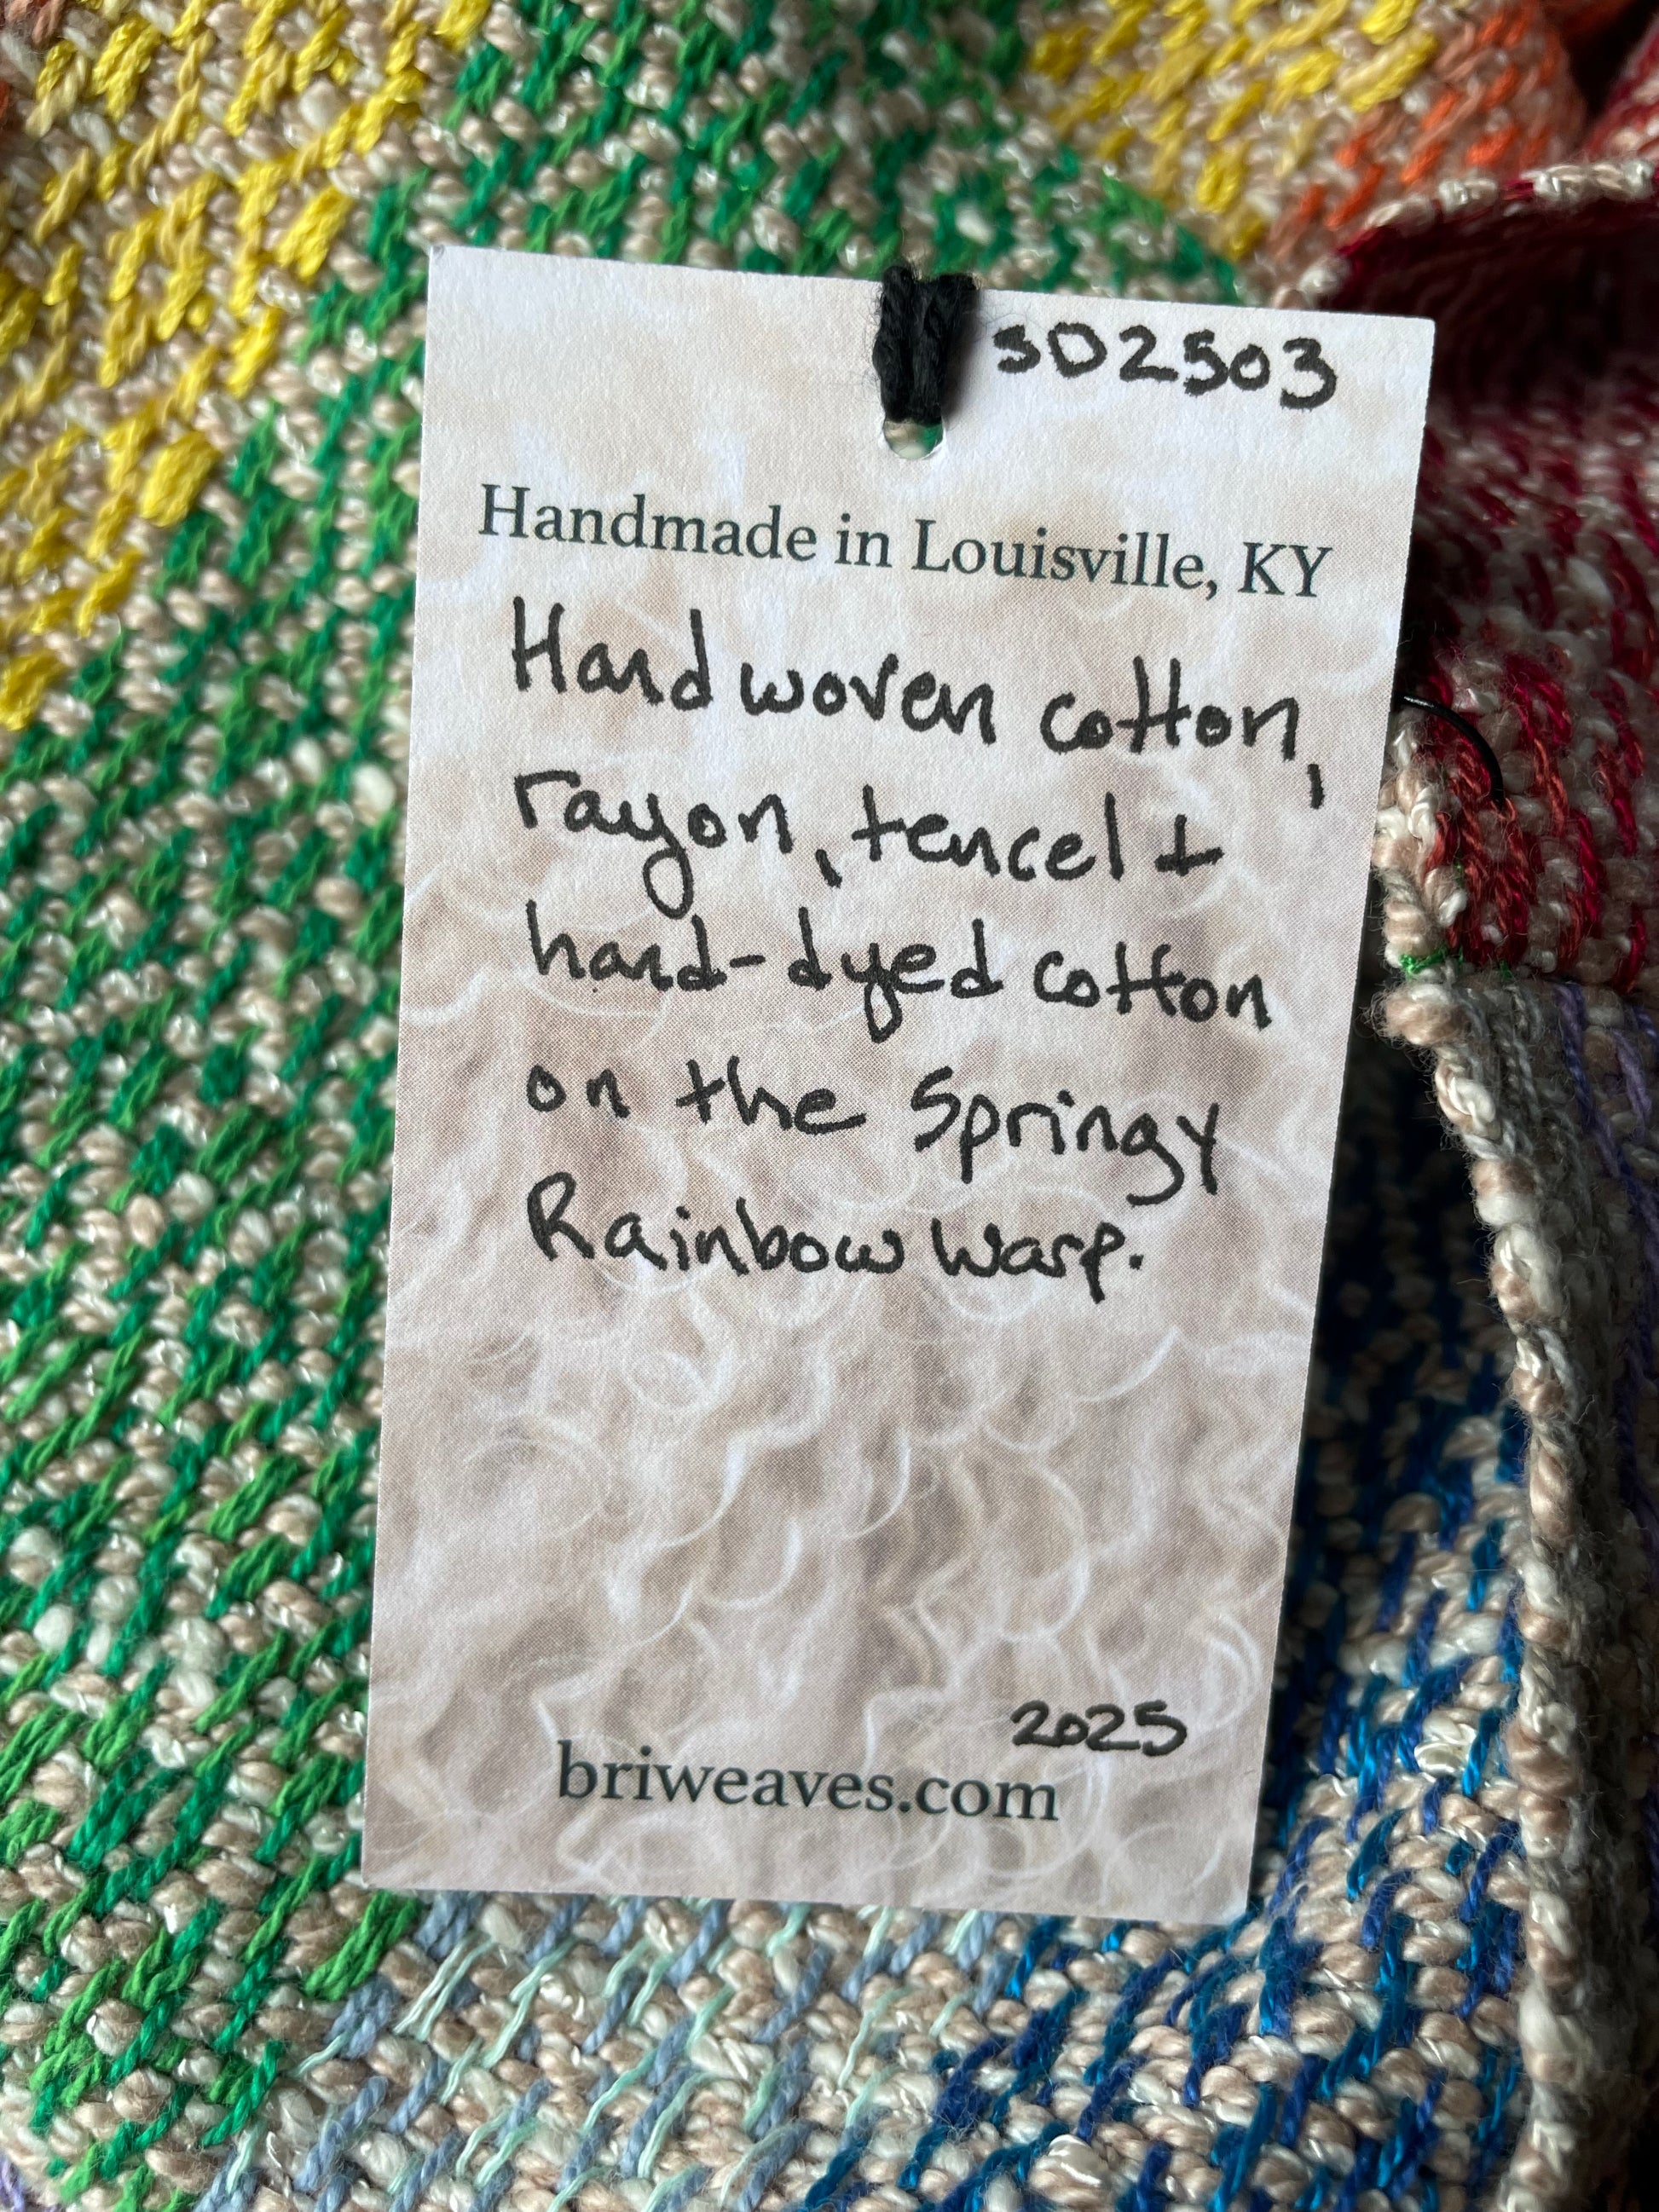 SD2503
Handmade in Louisville, KY
Handwoven cotton,
rayon, tencel +
hand-dyed cotton
on the Springy
Rainbow Warp.
2025
briweaves.com